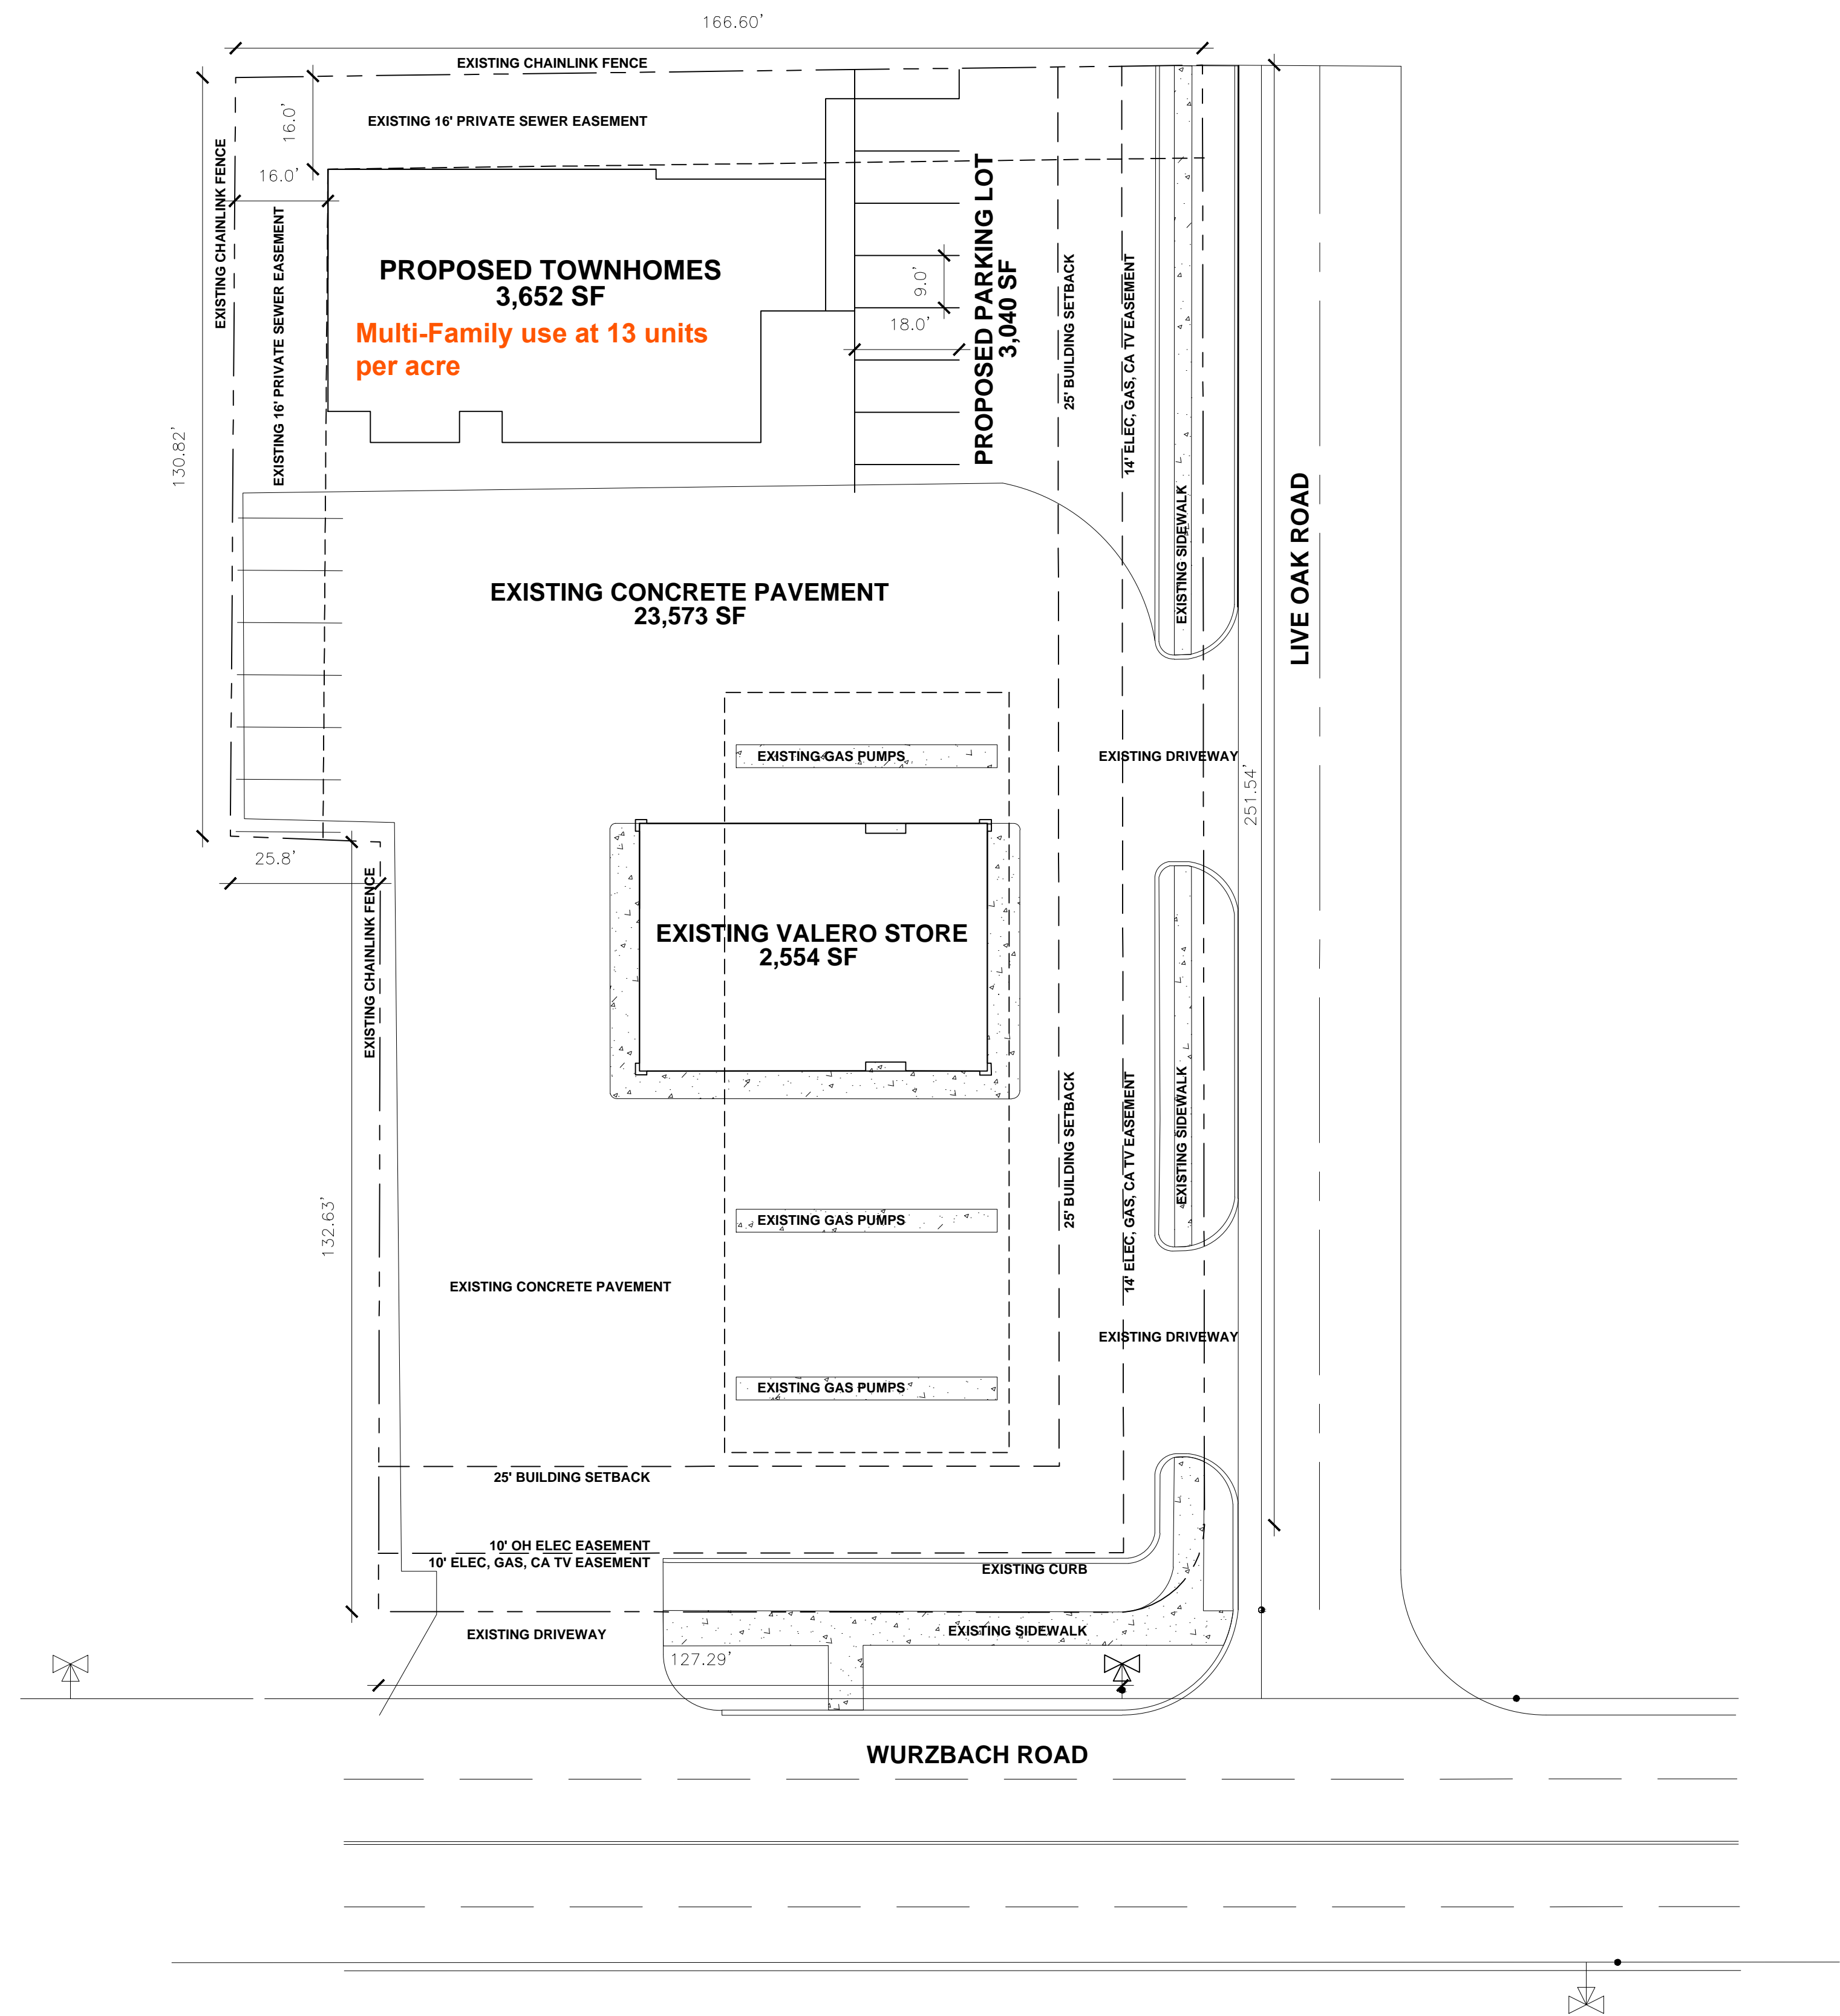 166.60'
EXISTING CHAINLINK FENCE
16.0'
EXISTING 16' PRIVATE SEWER EASEMENT
EXISTING CHAINLINK FENCE
16.0'
EXISTING 16' PRIVATE SEWER EASEMENT
PROPOSED TOWNHOMES
3,652 SF
Multi-Family use at 13 units
per acre
9.0'
18.0'
PROPOSED PARKING LOT
3,040 SF
25' BUILDING SETBACK
14' ELEC, GAS, CA TV EASEMENT
130.82'
EXISTING SIDEWALK
LIVE OAK ROAD
EXISTING CONCRETE PAVEMENT
23,573 SF
EXISTING GAS PUMPS
EXISTING DRIVEWAY
251.54'
25.8'
EXISTING CHAINLINK FENCE
EXISTING VALERO STORE
2,554 SF
25' BUILDING SETBACK
14' ELEC, GAS, CA TV EASEMENT
EXISTING SIDEWALK
132.63'
EXISTING GAS PUMPS
EXISTING CONCRETE PAVEMENT
EXISTING DRIVEWAY
EXISTING GAS PUMPS
25' BUILDING SETBACK
10' OH ELEC EASEMENT
10' ELEC, GAS, CA TV EASEMENT
EXISTING CURB
EXISTING DRIVEWAY
EXISTING SIDEWALK
127.29'
WURZBACH ROAD